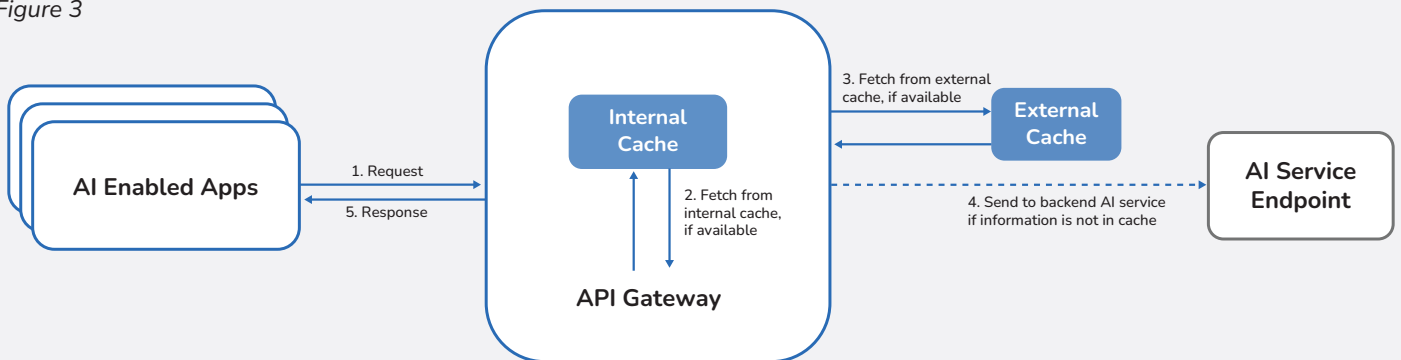 Figure 3
AI Enabled Apps
1. Request
5. Response
Internal
Cache
2. Fetch from
internal cache,
if available
API Gateway
3. Fetch from external
cache, if available
External
Cache
4. Send to backend AI service
if information is not in cache
AI Service
Endpoint